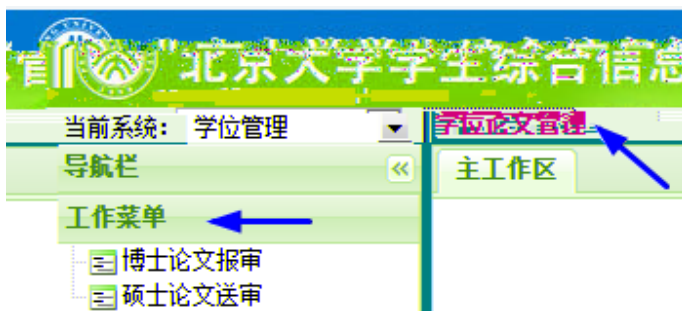 北京大学学生综合信息
当前系统： 学位管理
学位论文管理
导航栏
主工作区
工作菜单
博士论文报审
硕士论文送审